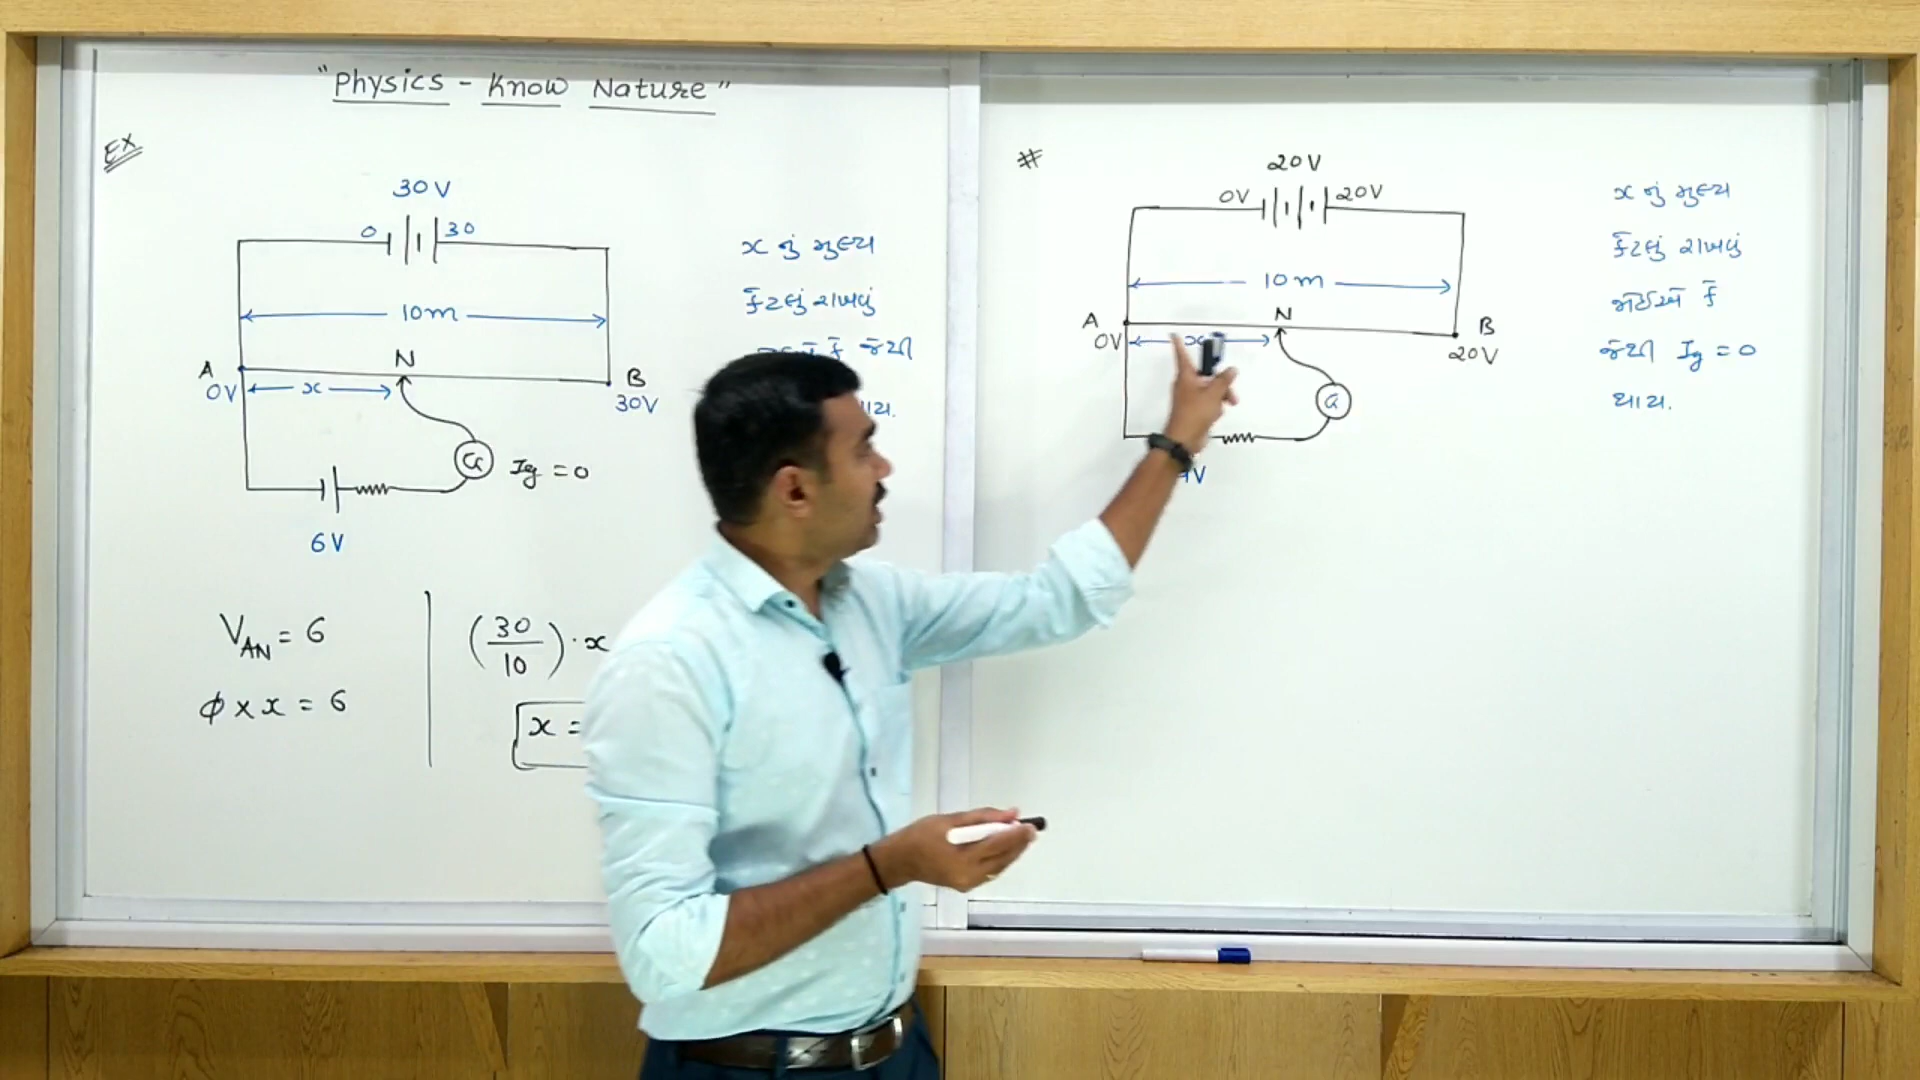 "Physics - Know Nature"
EX
30V
0 30
10m
A N B
0V x 30V
G Ig = 0
6V
x નું મુલ્ય
કેટલું રાખવું
કે જેથી
V_AN = 6
ϕ × x = 6
(30/10) · x
x =
#
20V
0V 20V
10m
A N B
0V x 20V
G
x નું મુલ્ય
કેટલું રાખવું
જોઈએ કે
જેથી Ig = 0
થાય.